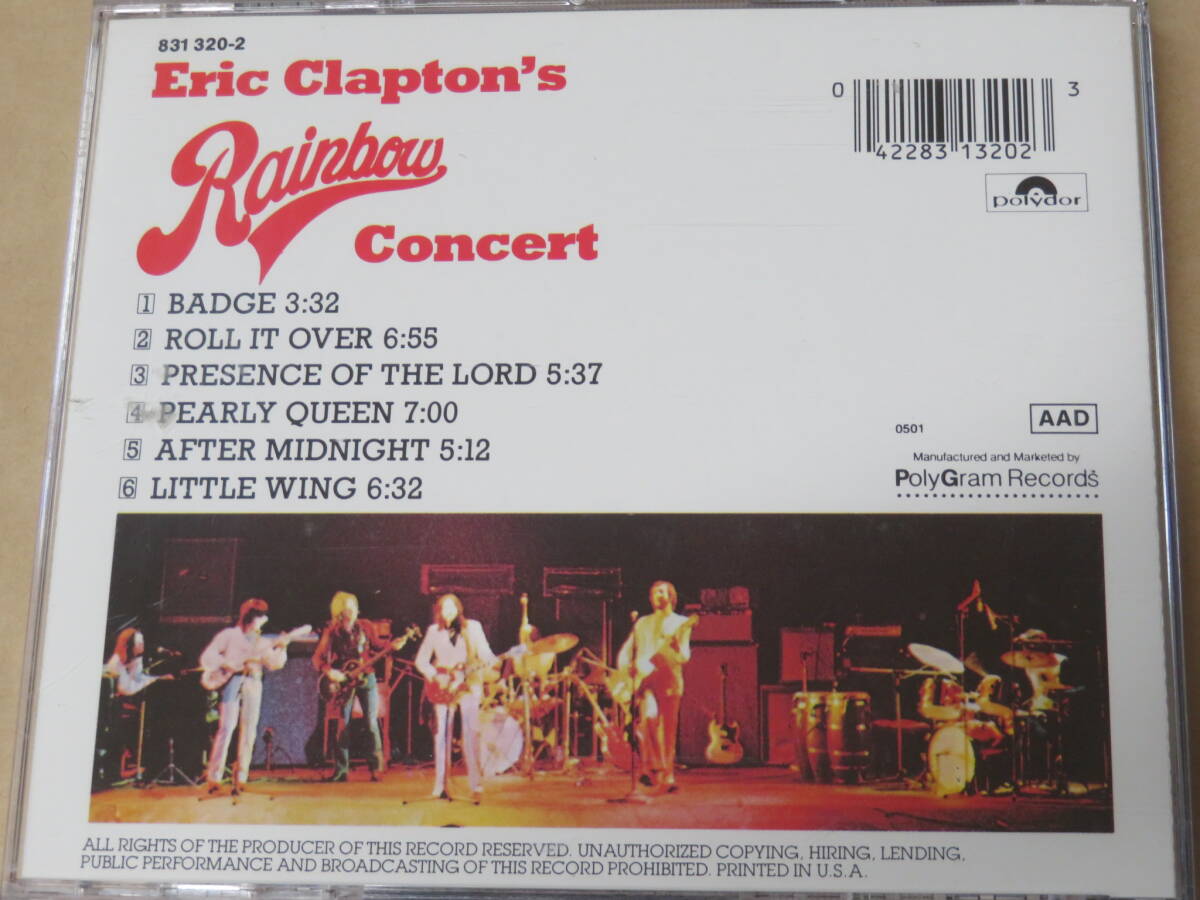 831 320-2
Eric Clapton's
Rainbow
Concert
0 42283 13202 3
polydor
1 BADGE 3:32
2 ROLL IT OVER 6:55
3 PRESENCE OF THE LORD 5:37
4 PEARLY QUEEN 7:00
5 AFTER MIDNIGHT 5:12
6 LITTLE WING 6:32
0501
AAD
Manufactured and Marketed by
PolyGram Records
ALL RIGHTS OF THE PRODUCER OF THIS RECORD RESERVED. UNAUTHORIZED COPYING, HIRING, LENDING,
PUBLIC PERFORMANCE AND BROADCASTING OF THIS RECORD PROHIBITED. PRINTED IN U.S.A.